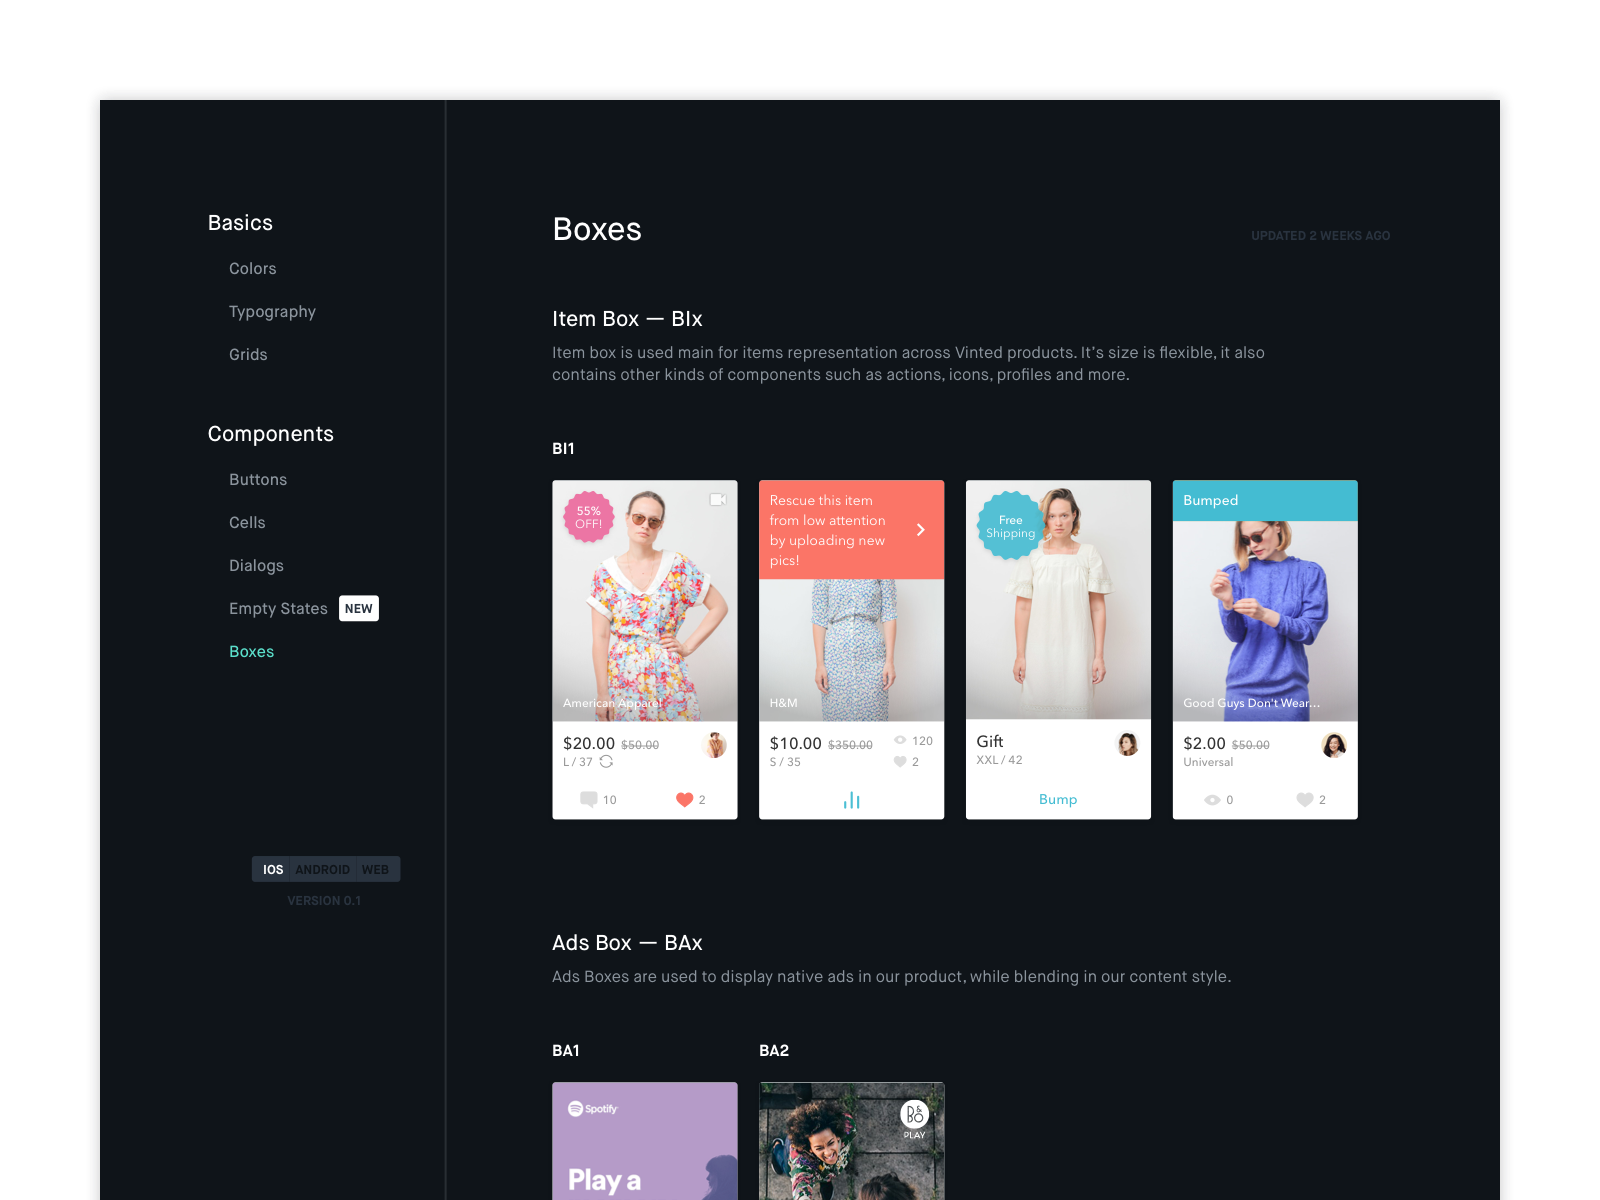 Basics
Colors
Typography
Grids
Components
Buttons
Cells
Dialogs
Empty States NEW
Boxes
IOS ANDROID WEB
VERSION 0.1
Boxes
UPDATED 2 WEEKS AGO
Item Box — BIx
Item box is used main for items representation across Vinted products. It's size is flexible, it also
contains other kinds of components such as actions, icons, profiles and more.
BI1
55%
OFF!
American Apparel
$20.00 $50.00
L / 37
10 2
Rescue this item
from low attention
by uploading new
pics!
H&M
$10.00 $350.00 120
S / 35 2
Free
Shipping
Gift
XXL / 42
Bump
Bumped
Good Guys Don't Wear...
$2.00 $50.00
Universal
0 2
Ads Box — BAx
Ads Boxes are used to display native ads in our product, while blending in our content style.
BA1
Spotify
Play a
BA2
B&O
PLAY